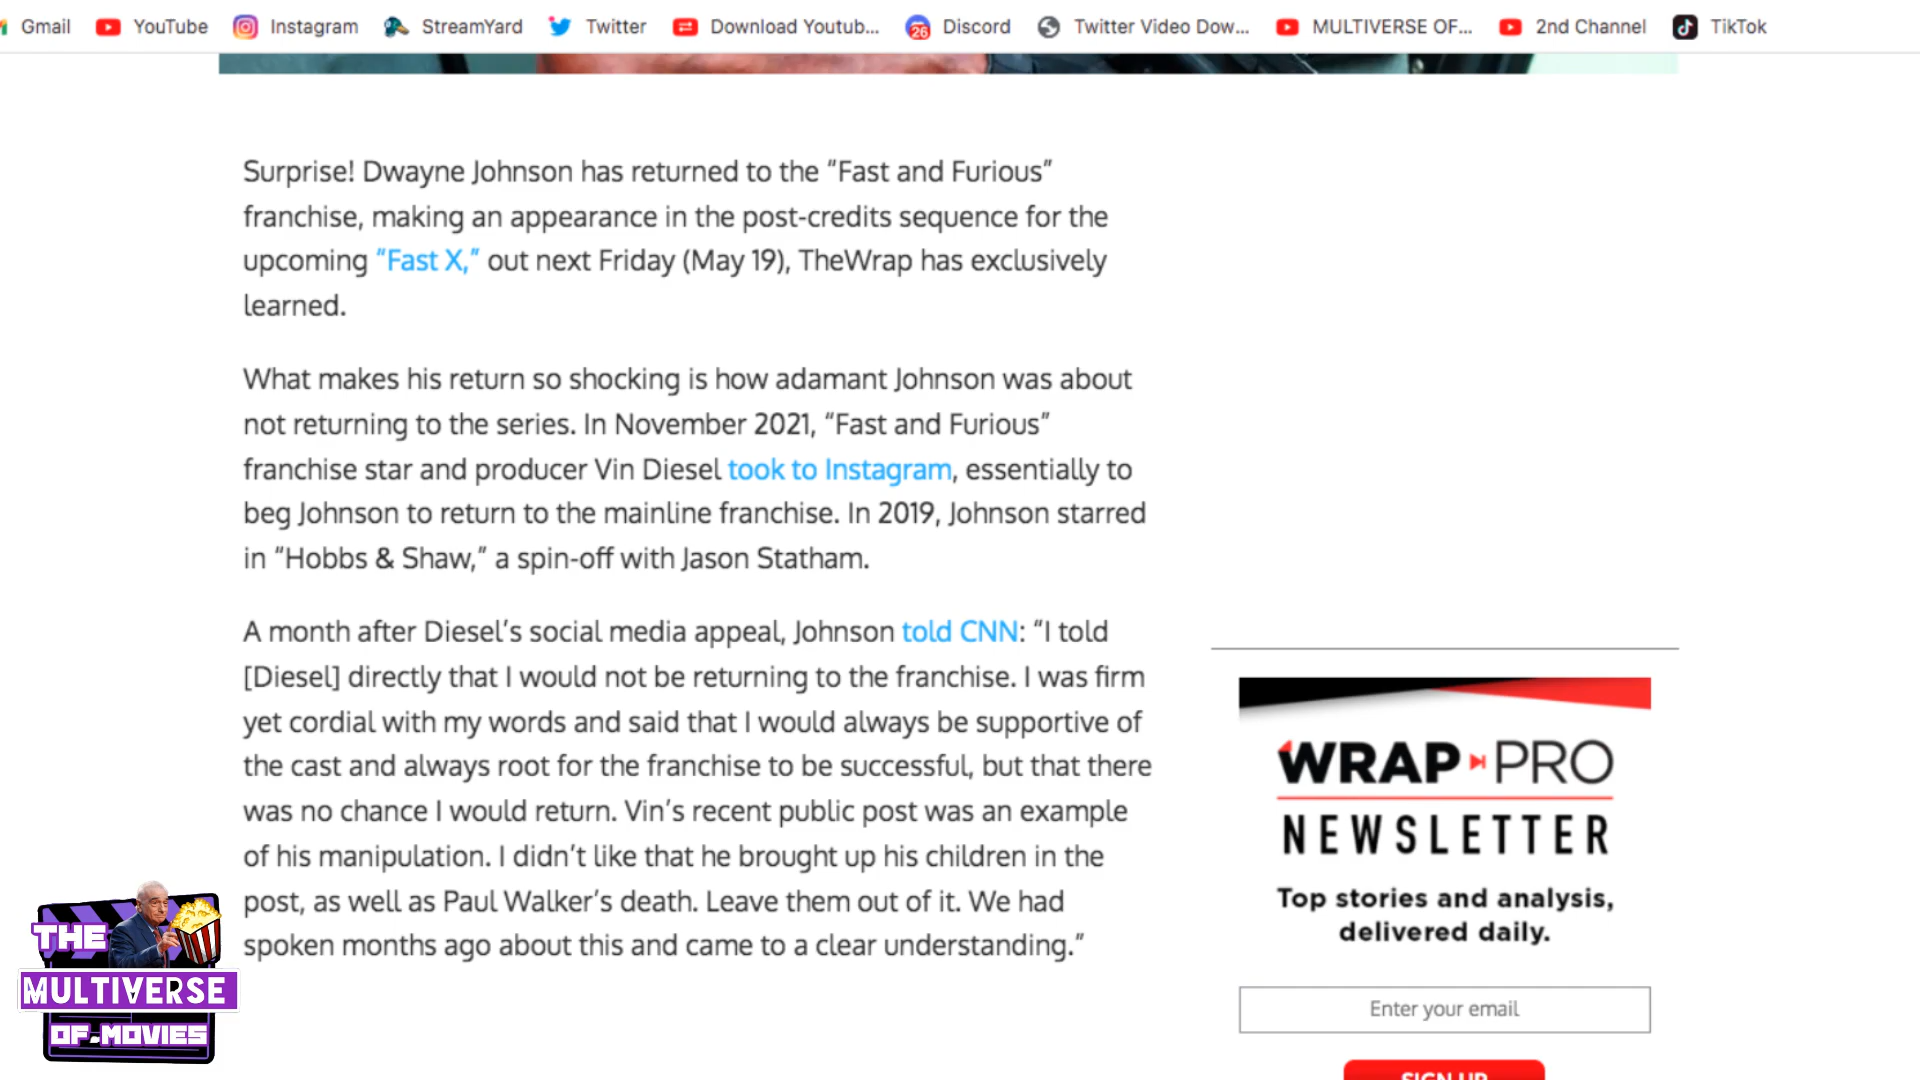 Gmail YouTube Instagram StreamYard Twitter Download Youtub... 26 Discord Twitter Video Dow... MULTIVERSE OF... 2nd Channel TikTok
Surprise! Dwayne Johnson has returned to the “Fast and Furious”
franchise, making an appearance in the post-credits sequence for the
upcoming “Fast X,” out next Friday (May 19), TheWrap has exclusively
learned.
What makes his return so shocking is how adamant Johnson was about
not returning to the series. In November 2021, “Fast and Furious”
franchise star and producer Vin Diesel took to Instagram, essentially to
beg Johnson to return to the mainline franchise. In 2019, Johnson starred
in “Hobbs & Shaw,” a spin-off with Jason Statham.
A month after Diesel’s social media appeal, Johnson told CNN: “I told
[Diesel] directly that I would not be returning to the franchise. I was firm
yet cordial with my words and said that I would always be supportive of
the cast and always root for the franchise to be successful, but that there
was no chance I would return. Vin’s recent public post was an example
of his manipulation. I didn’t like that he brought up his children in the
post, as well as Paul Walker’s death. Leave them out of it. We had
spoken months ago about this and came to a clear understanding.”
WRAP PRO
NEWSLETTER
Top stories and analysis,
delivered daily.
Enter your email
SIGN UP
THE
MULTIVERSE
OF MOVIES